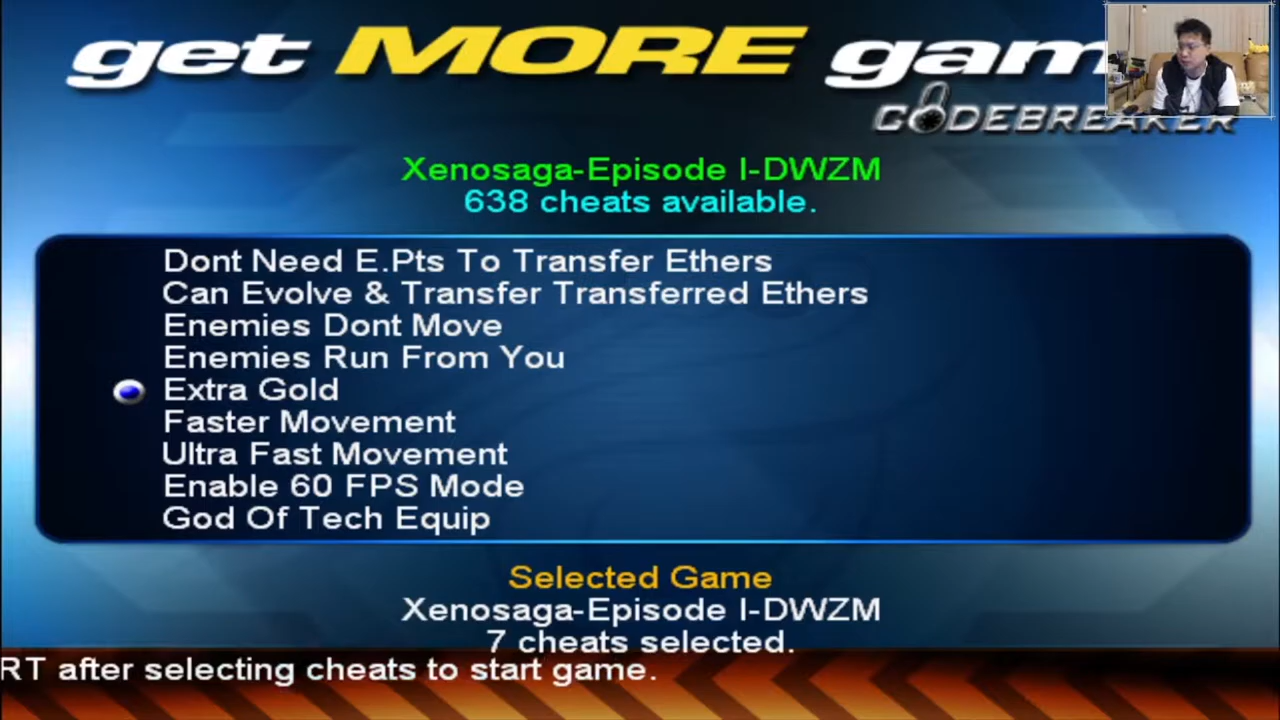 get MORE gam
CODEBREAKER
Xenosaga-Episode I-DWZM
638 cheats available.
Dont Need E.Pts To Transfer Ethers
Can Evolve & Transfer Transferred Ethers
Enemies Dont Move
Enemies Run From You
Extra Gold
Faster Movement
Ultra Fast Movement
Enable 60 FPS Mode
God Of Tech Equip
Selected Game
Xenosaga-Episode I-DWZM
7 cheats selected.
RT after selecting cheats to start game.